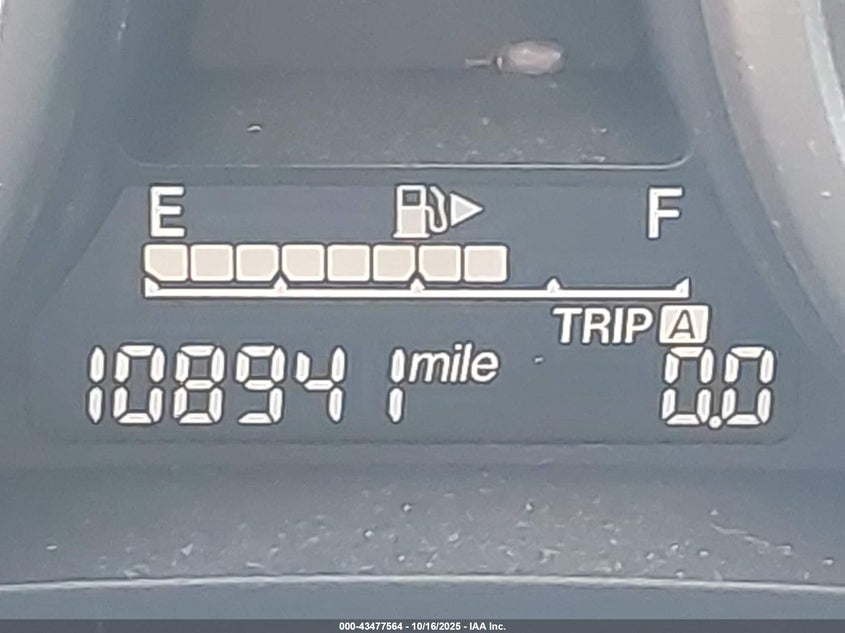 E F
TRIP A
108941 mile 0.0
000-43477564 - 10/16/2025 - IAA Inc.